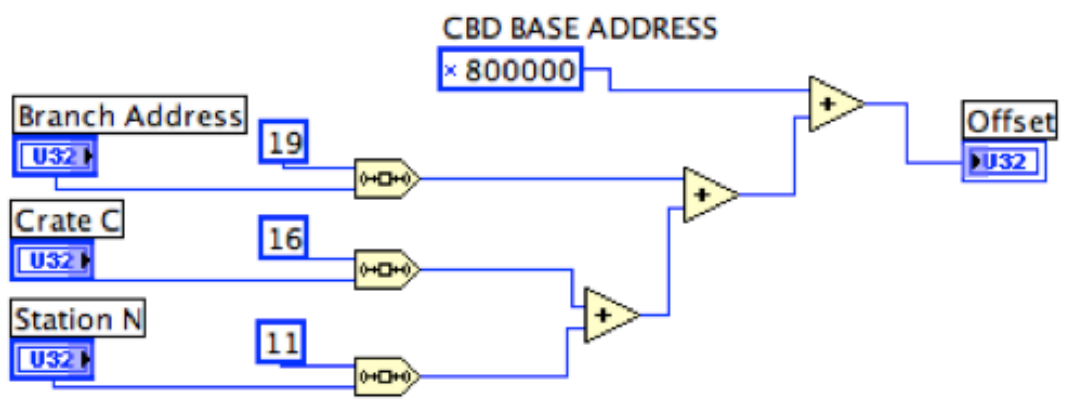 CBD BASE ADDRESS
× 800000
Branch Address
U32
19
Offset
U32
Crate C
U32
16
Station N
U32
11